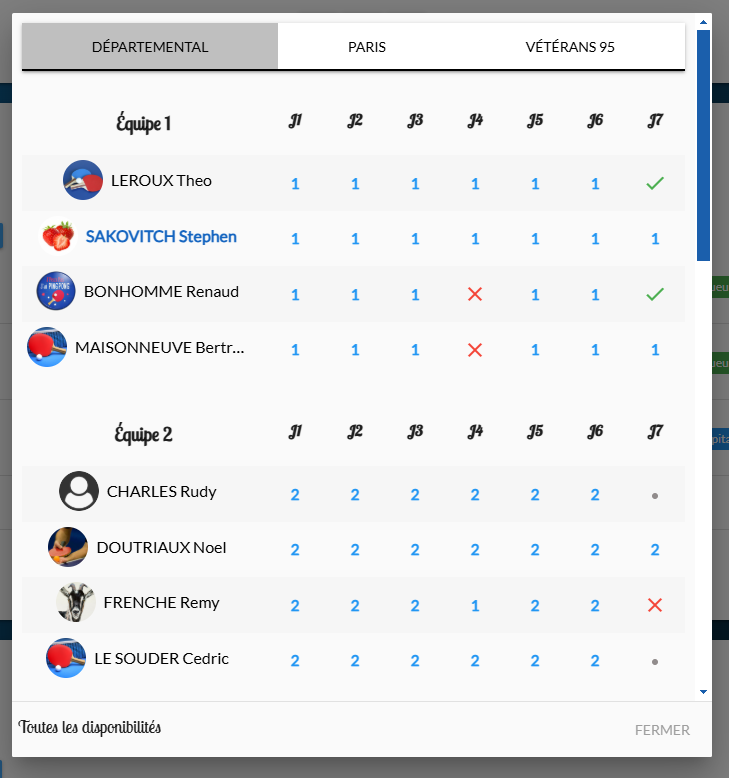 DÉPARTEMENTAL PARIS VÉTÉRANS 95
Équipe 1 J1 J2 J3 J4 J5 J6 J7
LEROUX Theo 1 1 1 1 1 1
SAKOVITCH Stephen 1 1 1 1 1 1 1
BONHOMME Renaud 1 1 1 1 1
MAISONNEUVE Bertr... 1 1 1 1 1 1
Équipe 2 J1 J2 J3 J4 J5 J6 J7
CHARLES Rudy 2 2 2 2 2 2
DOUTRIAUX Noel 2 2 2 2 2 2 2
FRENCHE Remy 2 2 2 1 2 2
LE SOUDER Cedric 2 2 2 2 2 2
Toutes les disponibilités FERMER